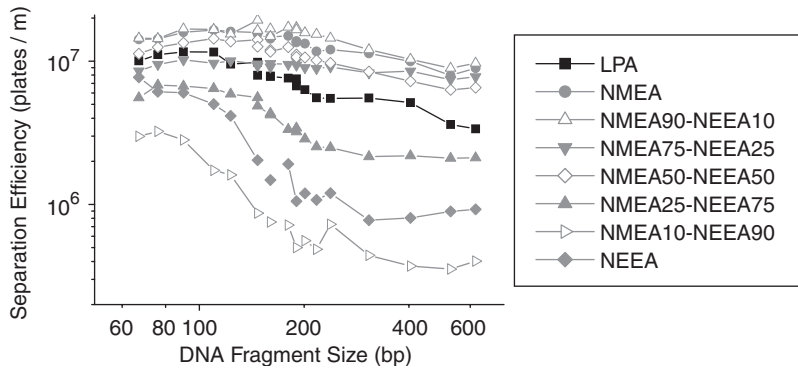 Separation Efficiency (plates / m)
10⁷
10⁶
60
80
100
200
400
600
DNA Fragment Size (bp)
LPA
NMEA
NMEA90-NEEA10
NMEA75-NEEA25
NMEA50-NEEA50
NMEA25-NEEA75
NMEA10-NEEA90
NEEA